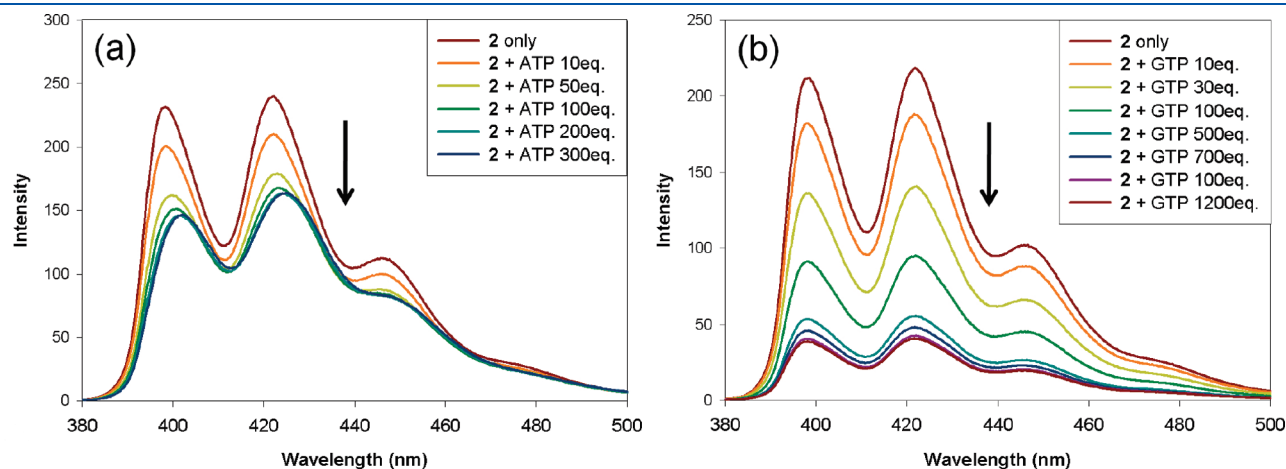 (a)
300
250
200
150
100
50
0
Intensity
380 400 420 440 460 480 500
Wavelength (nm)
2 only
2 + ATP 10eq.
2 + ATP 50eq.
2 + ATP 100eq.
2 + ATP 200eq.
2 + ATP 300eq.
(b)
250
200
150
100
50
0
Intensity
380 400 420 440 460 480 500
Wavelength (nm)
2 only
2 + GTP 10eq.
2 + GTP 30eq.
2 + GTP 100eq.
2 + GTP 500eq.
2 + GTP 700eq.
2 + GTP 100eq.
2 + GTP 1200eq.